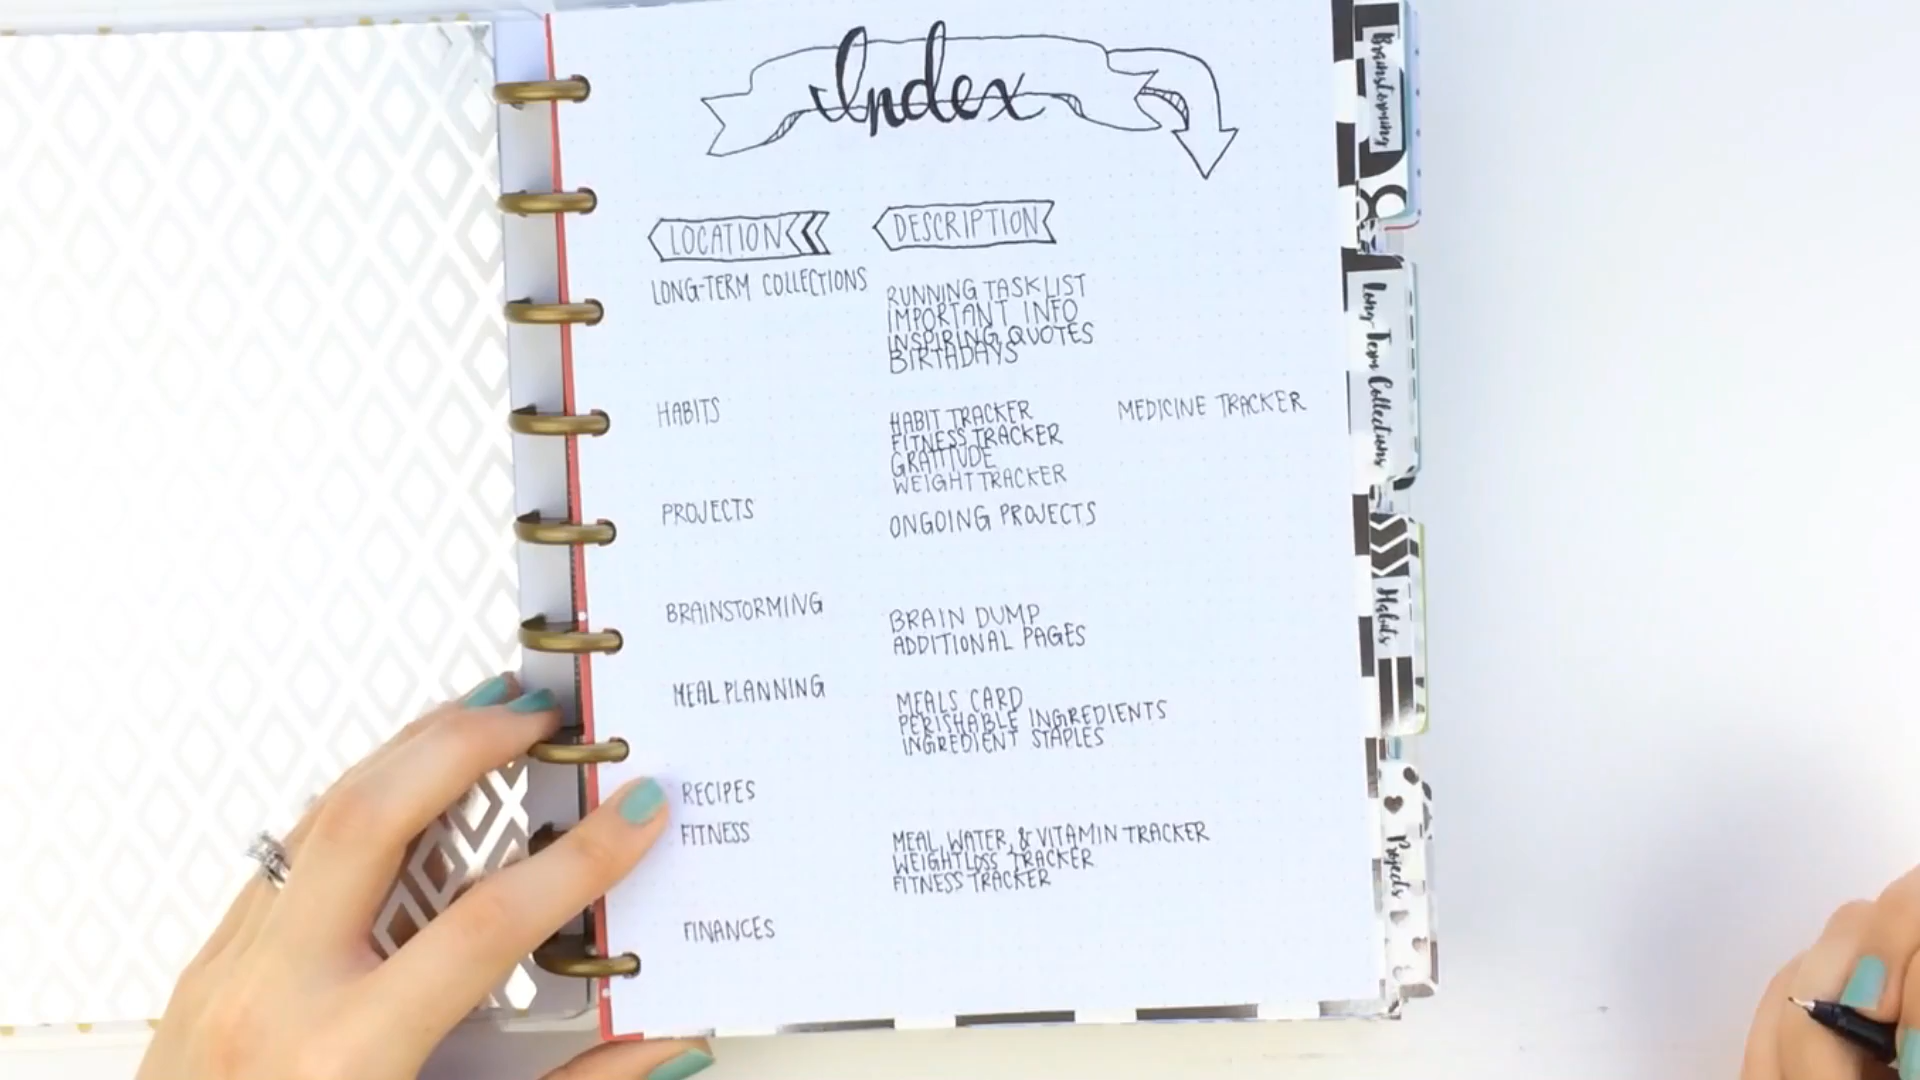 Index
LOCATION DESCRIPTION
LONG-TERM COLLECTIONS RUNNING TASK LIST
IMPORTANT INFO
INSPIRING QUOTES
BIRTHDAYS
HABITS HABIT TRACKER MEDICINE TRACKER
FITNESS TRACKER
GRATITUDE
WEIGHT TRACKER
PROJECTS ONGOING PROJECTS
BRAINSTORMING BRAIN DUMP
ADDITIONAL PAGES
MEAL PLANNING MEALS CARD
PERISHABLE INGREDIENTS
INGREDIENT STAPLES
RECIPES
FITNESS MEAL, WATER, & VITAMIN TRACKER
WEIGHTLOSS TRACKER
FITNESS TRACKER
FINANCES
Brainstorming
Long-Term Collections
Habits
Projects